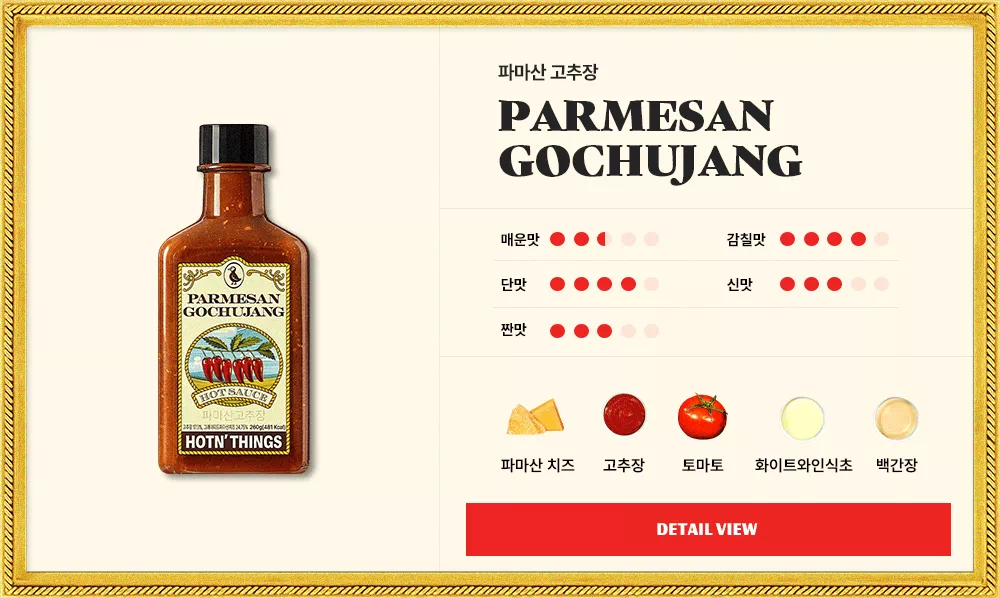 파마산 고추장
PARMESAN
GOCHUJANG
매운맛
감칠맛
단맛
신맛
짠맛
파마산 치즈
고추장
토마토
화이트와인식초
백간장
DETAIL VIEW
PARMESAN
GOCHUJANG
HOT SAUCE
파마산고추장
260g(481 Kcal)
HOTN' THINGS